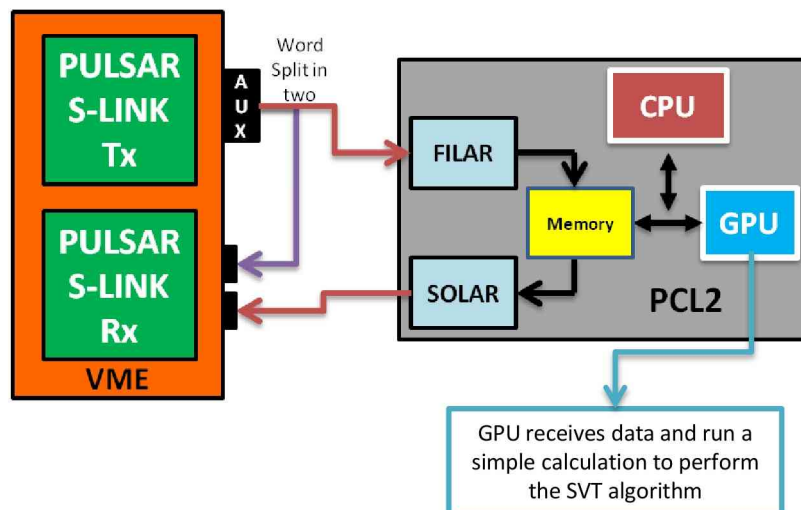 PULSAR
S-LINK
Tx
AUX
Word
Split in
two
PULSAR
S-LINK
Rx
VME
FILAR
SOLAR
Memory
CPU
GPU
PCL2
GPU receives data and run a
simple calculation to perform
the SVT algorithm